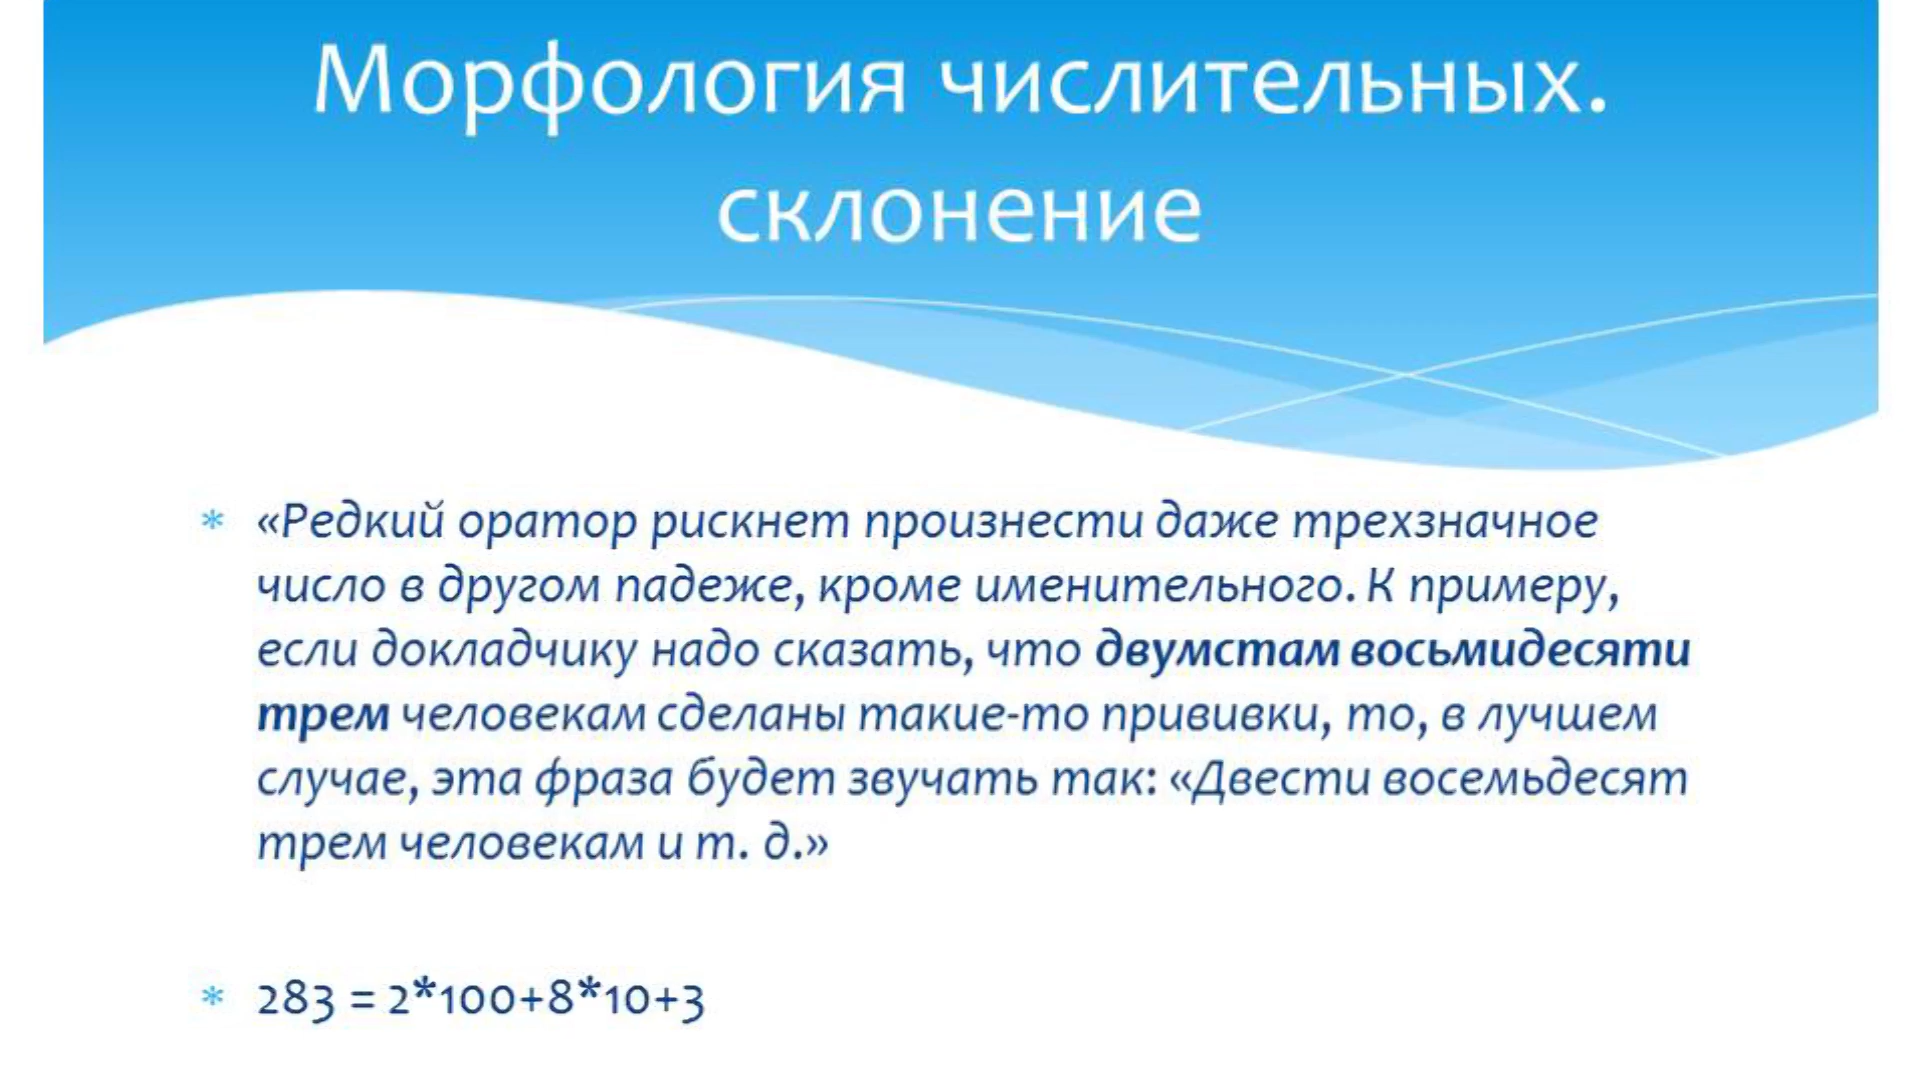 Морфология числительных.
склонение
* «Редкий оратор рискнет произнести даже трехзначное
число в другом падеже, кроме именительного. К примеру,
если докладчику надо сказать, что двумстам восьмидесяти
трем человекам сделаны такие-то прививки, то, в лучшем
случае, эта фраза будет звучать так: «Двести восемьдесят
трем человекам и т. д.»
* 283 = 2*100+8*10+3